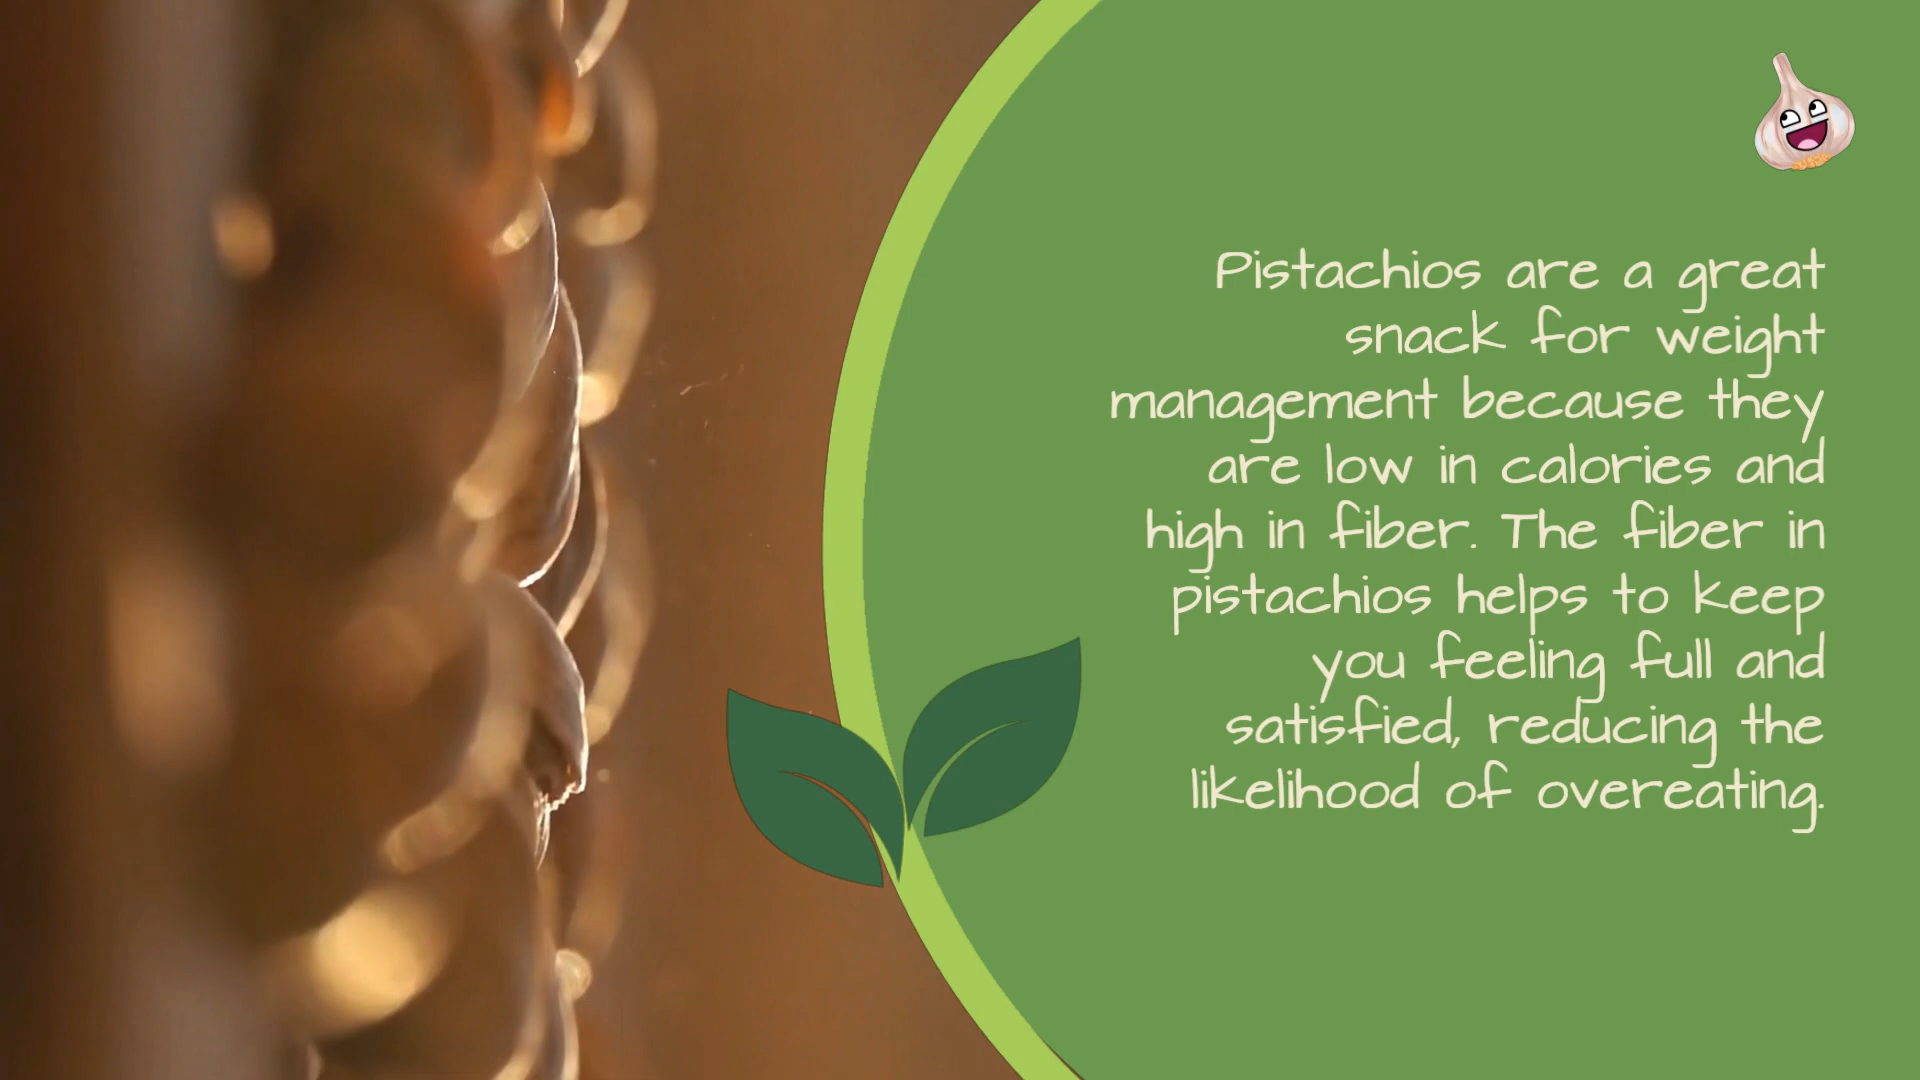 Pistachios are a great
snack for weight
management because they
are low in calories and
high in fiber. The fiber in
pistachios helps to keep
you feeling full and
satisfied, reducing the
likelihood of overeating.